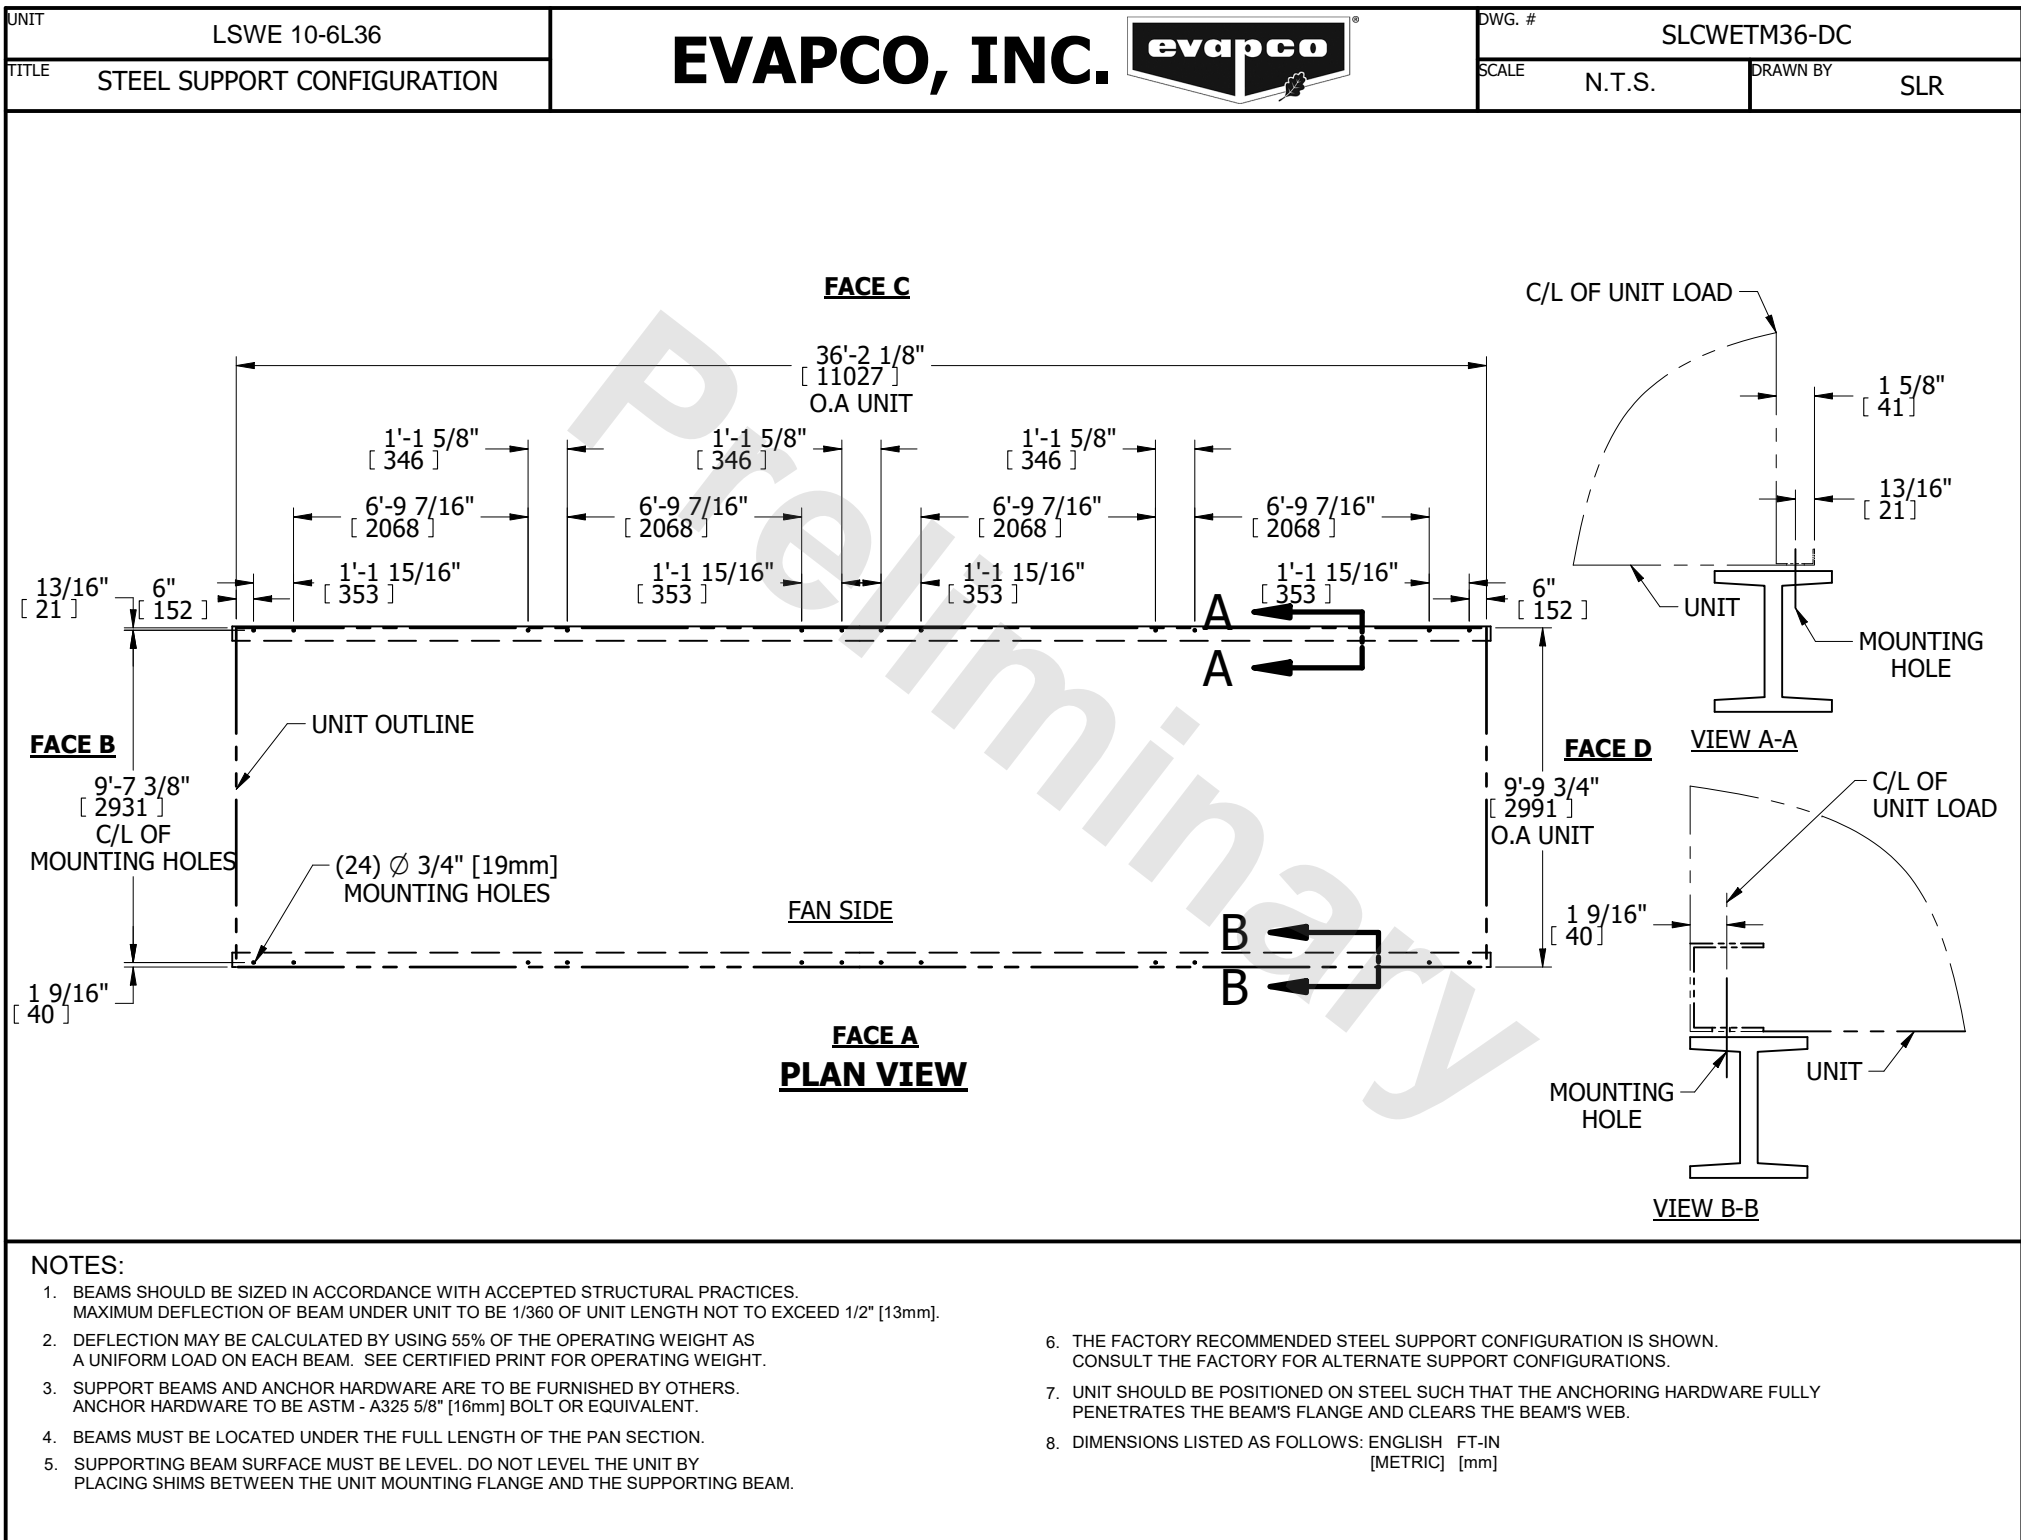 UNIT
LSWE 10-6L36
TITLE
STEEL SUPPORT CONFIGURATION
EVAPCO, INC.
evapco
®
DWG. #
SLCWETM36-DC
SCALE
N.T.S.
DRAWN BY
SLR
Preliminary
FACE C
36'-2 1/8"
[ 11027 ]
O.A UNIT
1'-1 5/8"
[ 346 ]
1'-1 5/8"
[ 346 ]
1'-1 5/8"
[ 346 ]
6'-9 7/16"
[ 2068 ]
6'-9 7/16"
[ 2068 ]
6'-9 7/16"
[ 2068 ]
6'-9 7/16"
[ 2068 ]
13/16"
[ 21 ]
6"
[ 152 ]
1'-1 15/16"
[ 353 ]
1'-1 15/16"
[ 353 ]
1'-1 15/16"
[ 353 ]
1'-1 15/16"
[ 353 ]
6"
[ 152 ]
A
A
UNIT OUTLINE
FACE B
9'-7 3/8"
[ 2931 ]
C/L OF
MOUNTING HOLES
(24) Ø 3/4" [19mm]
MOUNTING HOLES
FAN SIDE
B
B
FACE D
9'-9 3/4"
[ 2991 ]
O.A UNIT
1 9/16"
[ 40 ]
FACE A
PLAN VIEW
C/L OF UNIT LOAD
1 5/8"
[ 41 ]
13/16"
[ 21 ]
UNIT
MOUNTING
HOLE
VIEW A-A
C/L OF
UNIT LOAD
1 9/16"
[ 40 ]
UNIT
MOUNTING
HOLE
VIEW B-B
NOTES:
1. BEAMS SHOULD BE SIZED IN ACCORDANCE WITH ACCEPTED STRUCTURAL PRACTICES.
MAXIMUM DEFLECTION OF BEAM UNDER UNIT TO BE 1/360 OF UNIT LENGTH NOT TO EXCEED 1/2" [13mm].
2. DEFLECTION MAY BE CALCULATED BY USING 55% OF THE OPERATING WEIGHT AS
A UNIFORM LOAD ON EACH BEAM. SEE CERTIFIED PRINT FOR OPERATING WEIGHT.
3. SUPPORT BEAMS AND ANCHOR HARDWARE ARE TO BE FURNISHED BY OTHERS.
ANCHOR HARDWARE TO BE ASTM - A325 5/8" [16mm] BOLT OR EQUIVALENT.
4. BEAMS MUST BE LOCATED UNDER THE FULL LENGTH OF THE PAN SECTION.
5. SUPPORTING BEAM SURFACE MUST BE LEVEL. DO NOT LEVEL THE UNIT BY
PLACING SHIMS BETWEEN THE UNIT MOUNTING FLANGE AND THE SUPPORTING BEAM.
6. THE FACTORY RECOMMENDED STEEL SUPPORT CONFIGURATION IS SHOWN.
CONSULT THE FACTORY FOR ALTERNATE SUPPORT CONFIGURATIONS.
7. UNIT SHOULD BE POSITIONED ON STEEL SUCH THAT THE ANCHORING HARDWARE FULLY
PENETRATES THE BEAM'S FLANGE AND CLEARS THE BEAM'S WEB.
8. DIMENSIONS LISTED AS FOLLOWS: ENGLISH FT-IN
[METRIC] [mm]